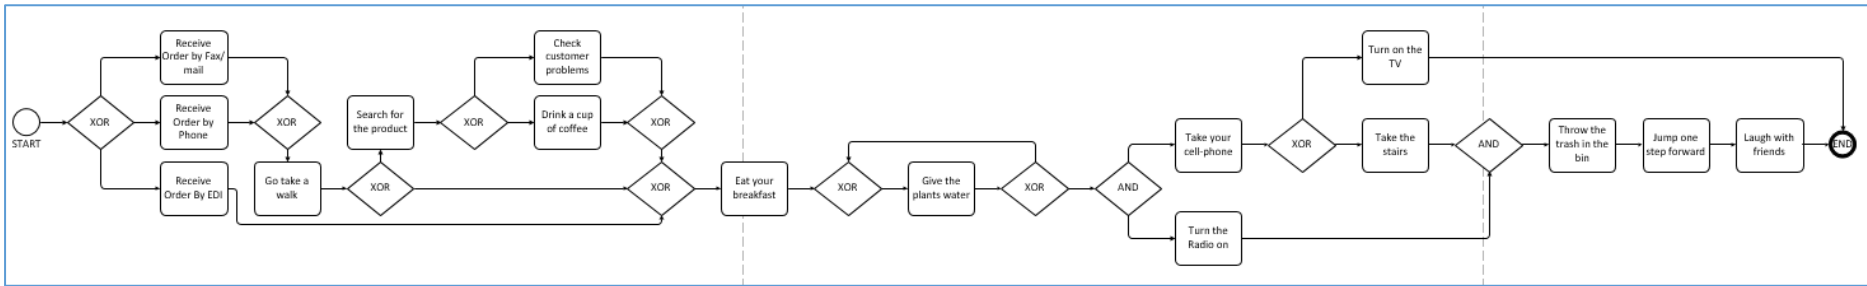 START
XOR
Receive
Order by Fax/
mail
Receive
Order by
Phone
Receive
Order By EDI
XOR
Go take a
walk
Search for
the product
XOR
XOR
Check
customer
problems
Drink a cup
of coffee
XOR
XOR
Eat your
breakfast
XOR
Give the
plants water
XOR
AND
Take your
cell-phone
Turn the
Radio on
XOR
Turn on the
TV
Take the
stairs
AND
Throw the
trash in the
bin
Jump one
step forward
Laugh with
friends
END